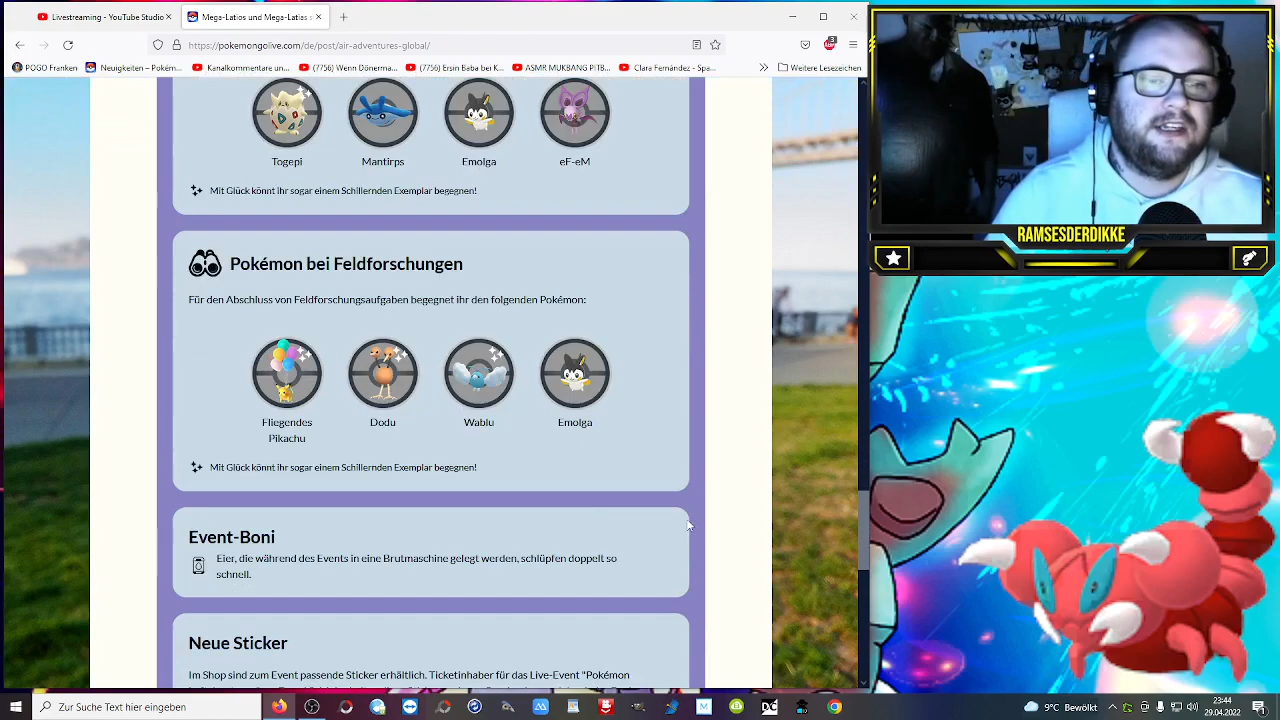 Livestreaming - YouTube Studio
Mega-Latios und Mega-Latias
https://pokemongolive.com/de/post/air-adventures-global/
POGO Franken
Neuigkeiten – Pokém…
Kanalkommentare un…
(7756) Wenn Dönerma…
(7756) Ersin Baba bei K…
ASMR MUKBANG PITB…
Clara Fernandez - Spa…
Weitere Lesezeichen
Togepi
Mantirps
Emolga
eF-eM
Mit Glück könnt ihr sogar einem Schillernden Exemplar begegnen!
Pokémon bei Feldforschungen
Für den Abschluss von Feldforschungsaufgaben begegnet ihr den folgenden Pokémon:
Fliegendes
Pikachu
Dodu
Wablu
Emolga
Mit Glück könnt ihr sogar einem Schillernden Exemplar begegnen!
Event-Boni
Eier, die während des Events in eine Brutmaschine gelegt werden, schlüpfen doppelt so
schnell.
Neue Sticker
Im Shop sind zum Event passende Sticker erhältlich. Ticketinhaber für das Live-Event "Pokémon
RAMSESDERDIKKE
Zur Suche Text hier eingeben
9°C Bewölkt
23:44
29.04.2022